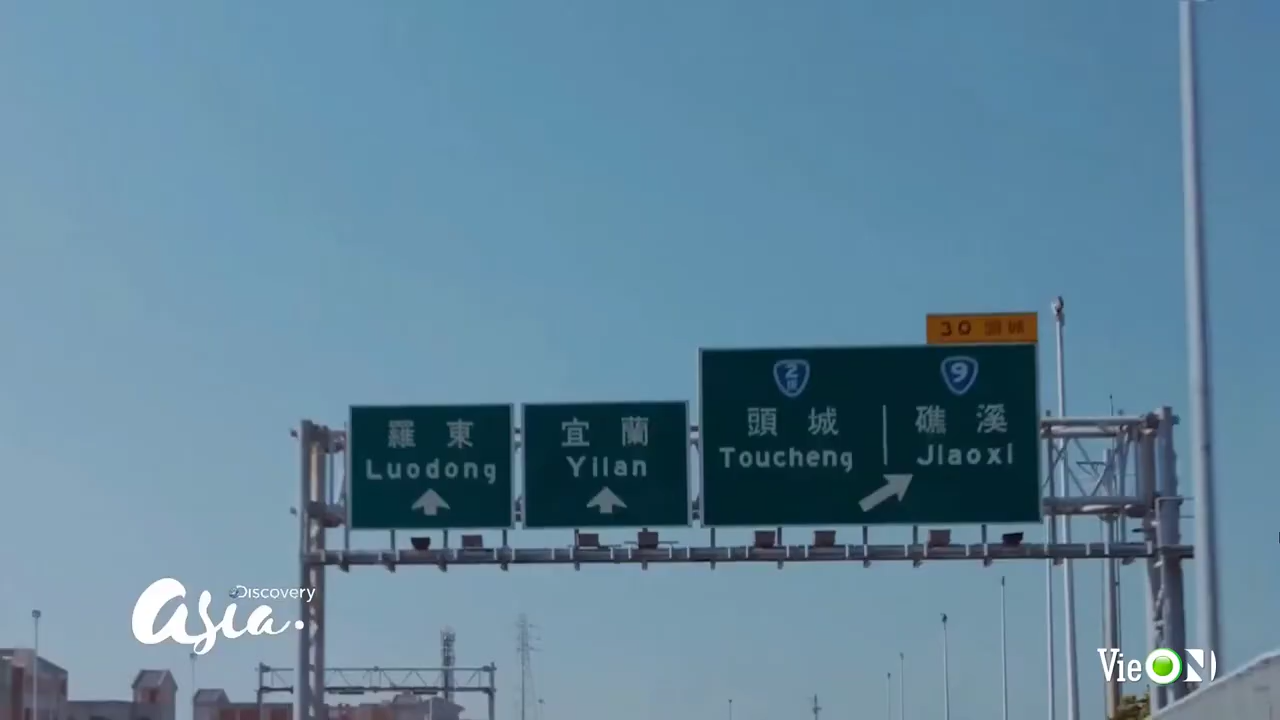 30 頭城
2
庚
9
羅東
宜蘭
頭城
礁溪
Luodong
Yilan
Toucheng
Jiaoxi
Discovery
asia.
VieON